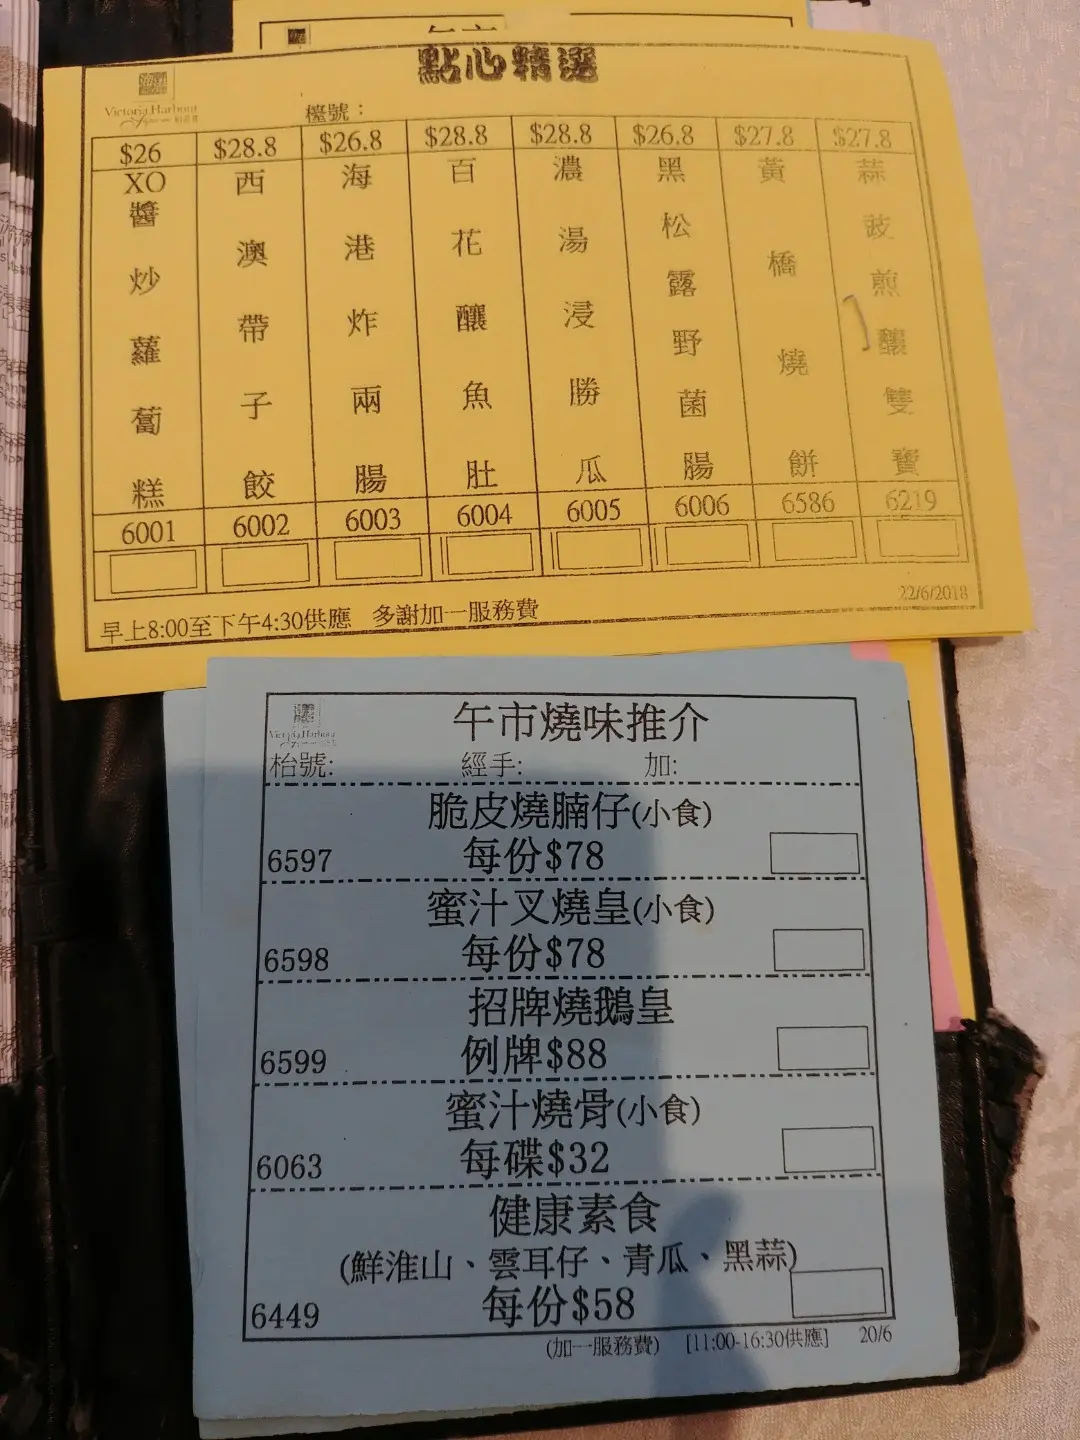 點心精選
Victoria Harbour
檯號：
$26 $28.8 $26.8 $28.8 $28.8 $26.8 $27.8 $27.8
XO醬炒蘿蔔糕
西澳帶子餃
海港炸兩腸
百花釀魚肚
濃湯浸勝瓜
黑松露野菌腸
黃橋燒餅
蒜豉煎釀雙寶
6001 6002 6003 6004 6005 6006 6586 6219
早上8:00至下午4:30供應 多謝加一服務費
22/6/2018
Victoria Harbour
午市燒味推介
枱號: 經手: 加:
脆皮燒腩仔(小食)
6597 每份$78
蜜汁叉燒皇(小食)
6598 每份$78
招牌燒鵝皇
6599 例牌$88
蜜汁燒骨(小食)
6063 每碟$32
健康素食
(鮮淮山、雲耳仔、青瓜、黑蒜)
6449 每份$58
(加一服務費) [11:00-16:30供應] 20/6